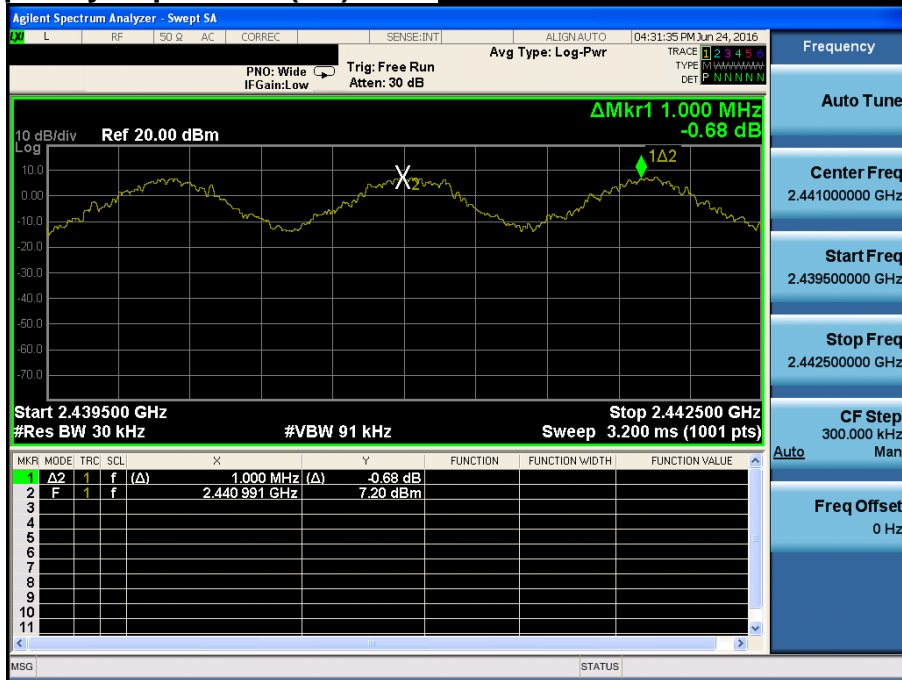 Agilent Spectrum Analyzer - Swept SA
LXI L RF 50 Ω AC CORREC SENSE:INT ALIGN AUTO 04:31:35 PM Jun 24, 2016
Frequency
PNO: Wide
IFGain:Low
Trig: Free Run
Atten: 30 dB
Avg Type: Log-Pwr
TRACE 1 2 3 4 5 6
TYPE M WWWWW
DET P N N N N N
ΔMkr1 1.000 MHz
-0.68 dB
10 dB/div Ref 20.00 dBm
Log
10.0
0.00
-10.0
-20.0
-30.0
-40.0
-50.0
-60.0
-70.0
X2
1Δ2
Start 2.439500 GHz
Stop 2.442500 GHz
#Res BW 30 kHz #VBW 91 kHz Sweep 3.200 ms (1001 pts)
MKR MODE TRC SCL X Y FUNCTION FUNCTION WIDTH FUNCTION VALUE
1 Δ2 1 f (Δ) 1.000 MHz (Δ) -0.68 dB
2 F 1 f 2.440 991 GHz 7.20 dBm
3
4
5
6
7
8
9
10
11
MSG STATUS
Auto Tune
Center Freq
2.441000000 GHz
Start Freq
2.439500000 GHz
Stop Freq
2.442500000 GHz
CF Step
300.000 kHz
Auto Man
Freq Offset
0 Hz